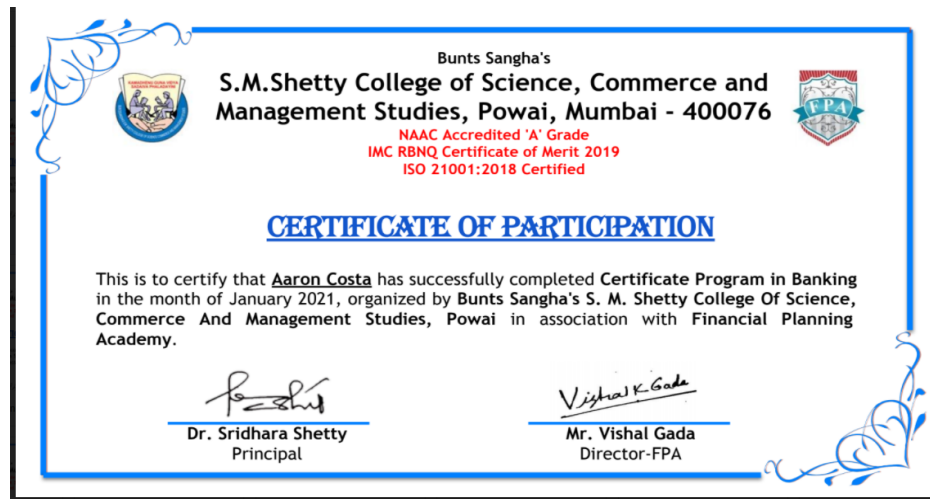 Bunts Sangha's
S.M.Shetty College of Science, Commerce and
Management Studies, Powai, Mumbai - 400076
NAAC Accredited 'A' Grade
IMC RBNQ Certificate of Merit 2019
ISO 21001:2018 Certified
FPA
CERTIFICATE OF PARTICIPATION
This is to certify that Aaron Costa has successfully completed Certificate Program in Banking
in the month of January 2021, organized by Bunts Sangha's S. M. Shetty College Of Science,
Commerce And Management Studies, Powai in association with Financial Planning
Academy.
Vishal K Gada
Dr. Sridhara Shetty
Mr. Vishal Gada
Principal
Director-FPA